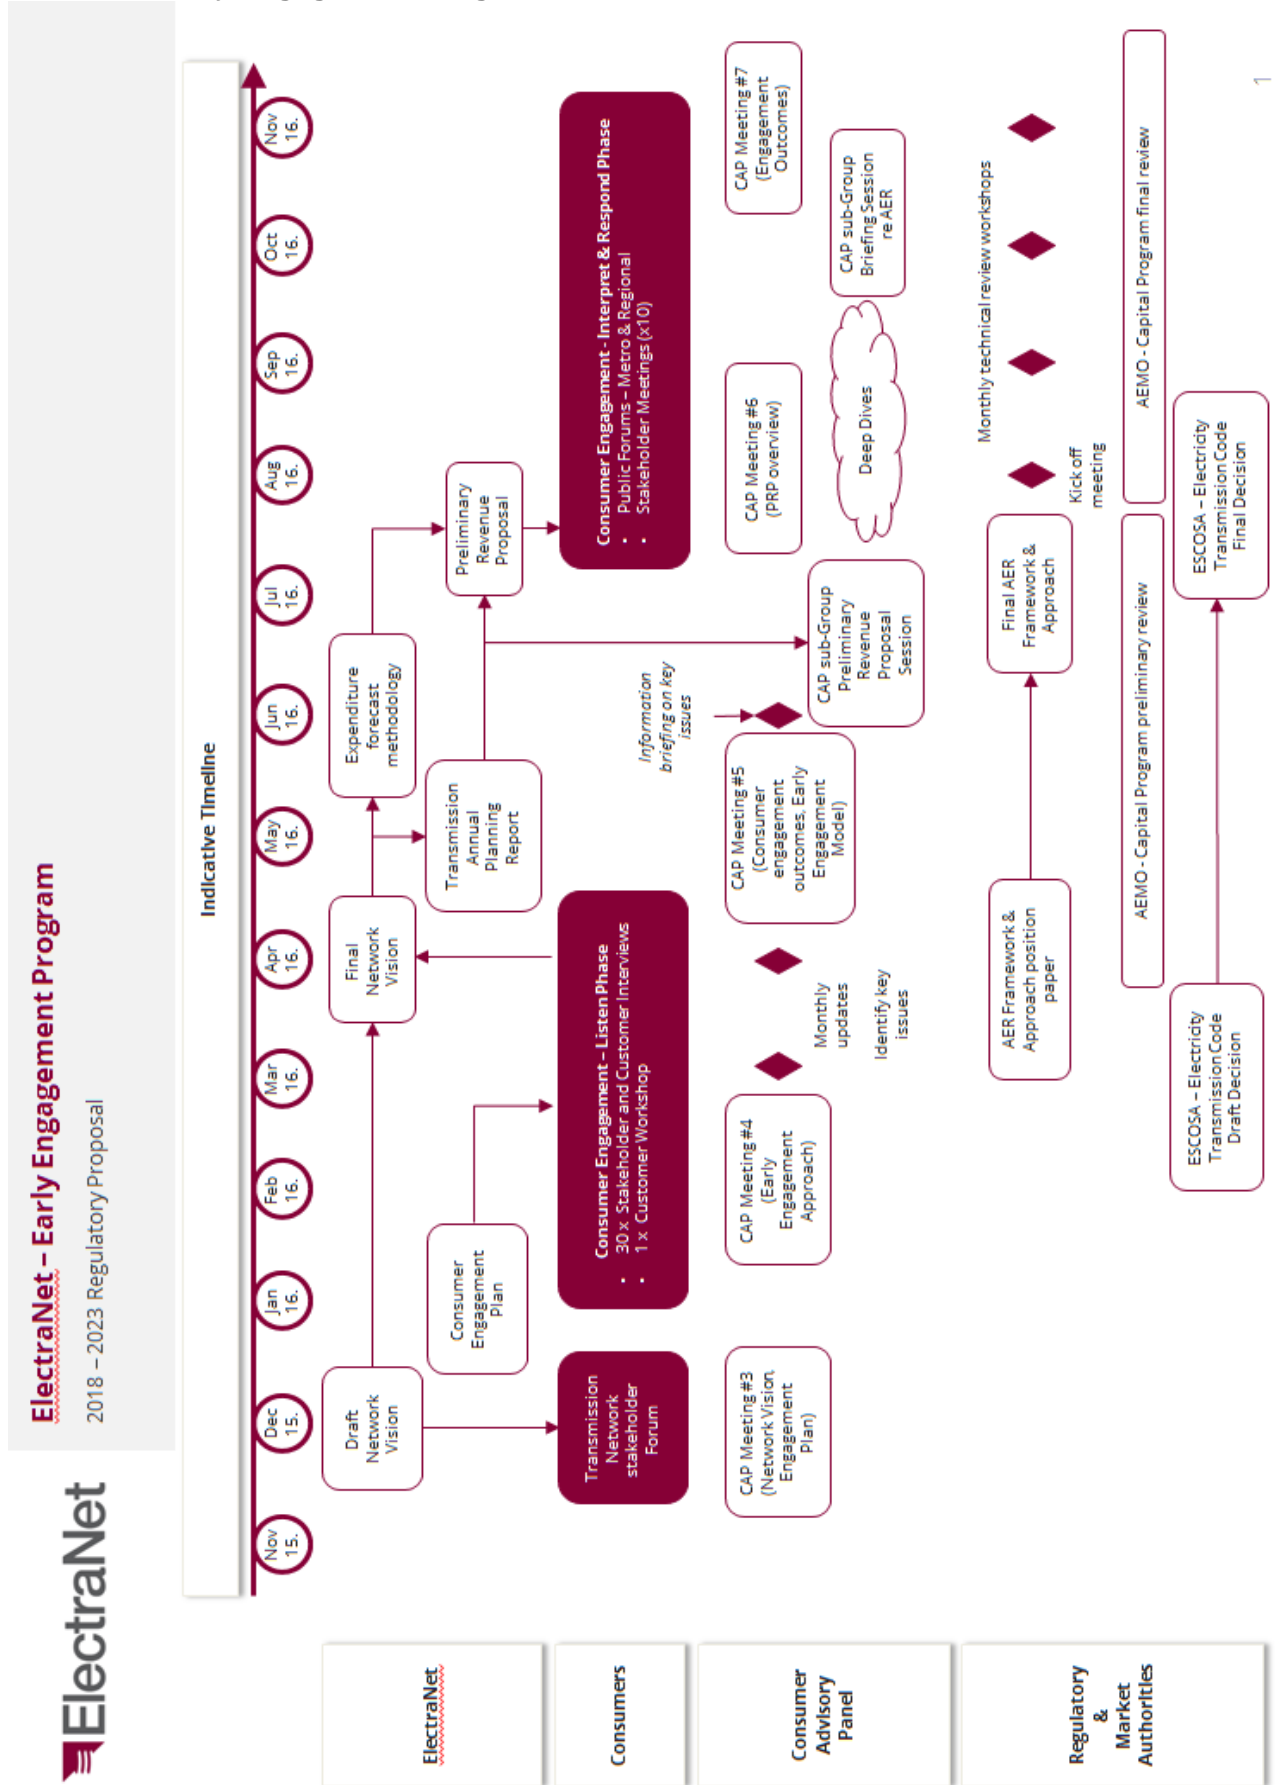 ElectraNet
ElectraNet – Early Engagement Program
2018 – 2023 Regulatory Proposal
Indicative Timeline
Nov
15.
Dec
15.
Jan
16.
Feb
16.
Mar
16.
Apr
16.
May
16.
Jun
16.
Jul
16.
Aug
16.
Sep
16.
Oct
16.
Nov
16.
ElectraNet
Draft
Network
Vision
Consumer
Engagement
Plan
Final
Network
Vision
Transmission
Annual
Planning
Report
Expenditure
forecast
methodology
Preliminary
Revenue
Proposal
Consumers
Transmission
Network
stakeholder
Forum
Consumer Engagement – Listen Phase
• 30 x Stakeholder and Customer Interviews
• 1 x Customer Workshop
Consumer Engagement - Interpret & Respond Phase
• Public Forums – Metro & Regional
• Stakeholder Meetings (x10)
Consumer
Advisory
Panel
CAP Meeting #3
(Network Vision,
Engagement
Plan)
CAP Meeting #4
(Early
Engagement
Approach)
Monthly
updates
Identify key
issues
CAP Meeting #5
(Consumer
engagement
outcomes, Early
Engagement
Model)
Information
briefing on key
issues
CAP sub-Group
Preliminary
Revenue
Proposal
Session
CAP Meeting #6
(PRP overview)
Deep Dives
CAP sub-Group
Briefing Session
re AER
CAP Meeting #7
(Engagement
Outcomes)
Regulatory
&
Market
Authorities
AER Framework &
Approach position
paper
Final AER
Framework &
Approach
Kick off
meeting
Monthly technical review workshops
AEMO - Capital Program preliminary review
AEMO - Capital Program final review
ESCOSA – Electricity
Transmission Code
Draft Decision
ESCOSA – Electricity
Transmission Code
Final Decision
1